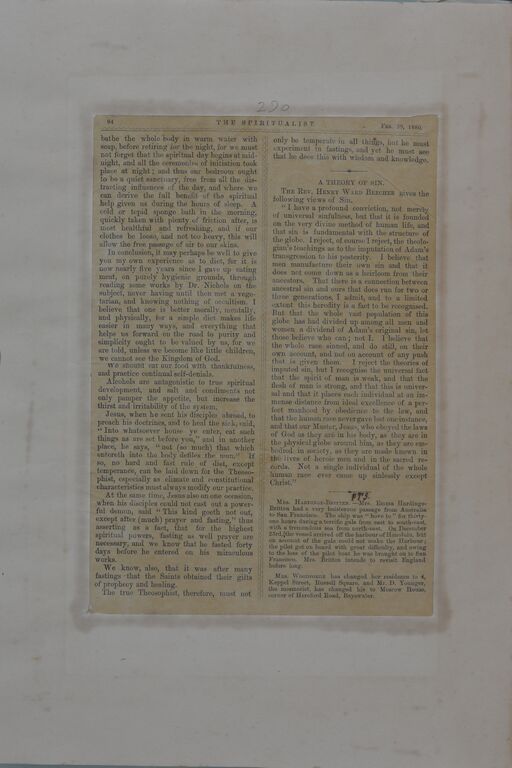 290
94
THE SPIRITUALIST.
FEB. 20, 1880.
bathe the whole body in warm water with
soap, before retiring for the night, for we must
not forget that the spiritual day begins at mid-
night, and all the ceremonies of initiation took
place at night; and thus our bedroom ought
to be a quiet sanctuary, free from all the dis-
tracting influences of the day, and where we
can derive the full benefit of the spiritual
help given us during the hours of sleep. A
cold or tepid sponge bath in the morning,
quickly taken with plenty of friction after, is
most healthful and refreshing, and if our
clothes be loose, and not too heavy, this will
allow the free passage of air to our skins.
In conclusion, it may perhaps be well to give
you my own experience as to diet, for it is
now nearly five years since I gave up eating
meat, on purely hygienic grounds, through
reading some works by Dr. Nichols on the
subject, never having until then met a vege-
tarian, and knowing nothing of occultism. I
believe that one is better morally, mentally,
and physically, for a simple diet makes life
easier in many ways, and everything that
helps us forward on the road to purity and
simplicity ought to be valued by us, for we
are told, unless we become like little children,
we cannot see the Kingdom of God.
We should eat our food with thankfulness,
and practice continual self-denials.
Alcohols are antagonistic to true spiritual
development, and salt and condiments not
only pamper the appetite, but increase the
thirst and irritability of the system.
Jesus, when he sent his disciples abroad, to
preach his doctrines, and to heal the sick, said,
"Into whatsoever house ye enter, eat such
things as are set before you," and in another
place, he says, "not (so much) that which
entereth into the body defiles the man." If
so, no hard and fast rule of diet, except
temperance, can be laid down for the Theoso-
phist, especially as climate and constitutional
characteristics must always modify our practice.
At the same time, Jesus also on one occasion,
when his disciples could not cast out a power-
ful demon, said "This kind goeth not out,
except after (much) prayer and fasting," thus
asserting as a fact, that for the highest
spiritual powers, fasting as well prayer are
necessary, and we know that he fasted forty
days before he entered on his miraculous
works.
We know, also, that it was after many
fastings that the Saints obtained their gifts
of prophecy and healing.
The true Theosophist, therefore, must not
only be temperate in all things, but he must
experiment in fastings, and yet he must see
that he does this with wisdom and knowledge.
A THEORY OF SIN.
THE REV. HENRY WARD BEECHER gives the
following views of Sin.
"I have a profound conviction, not merely
of universal sinfulness, but that it is founded
on the very divine method of human life, and
that sin is fundamental with the structure of
the globe. I reject, of course I reject, the theolo-
gian's teachings as to the imputation of Adam's
transgression to his posterity. I believe that
men manufacture their own sin and that it
does not come down as a heirloom from their
ancestors. That there is a connection between
ancestral sin and ours that does run for two or
three generations, I admit, and to a limited
extent this heredity is a fact to be recognised.
But that the whole vast population of this
globe has had divided up among all men and
women a dividend of Adam's original sin, let
those believe who can; not I. I believe that
the whole race sinned, and do still, on their
own account, and not on account of any push
that is given them. I reject the theories of
imputed sin, but I recognise the universal fact
that the spirit of man is weak, and that the
flesh of man is strong, and that this is univer-
sal and that it places each individual at an im-
mense distance from ideal excellence of a per-
fect manhood by obedience to the law, and
that the human race never gave but one instance,
and that our Master, Jesus, who obeyed the laws
of God as they are in his body, as they are in
the physical globe around him, as they are em-
bodied in society, as they are made known in
the lives of heroic men and in the sacred re-
cords. Not a single individual of the whole
human race ever came up sinlessly except
Christ."
MRS. HARDINGE-BRITTEN.—Mrs. Emma Hardinge-
Britten had a very boisterous passage from Australia
to San Francisco. The ship was "hove to" for thirty-
one hours during a terrific gale from east to south-east,
with a tremendous sea from north-east. On December
23rd, the vessel arrived off the harbour of Honolulu, but
on account of the gale could not make the Harbour;
the pilot got on board with great difficulty, and owing
to the loss of the pilot boat he was brought on to San
Francisco. Mrs. Britten intends to revisit England
before long.
MRS. WOODFORDE has changed her residence to 4,
Keppel Street, Russell Square, and Mr. D. Younger,
the mesmerist, has changed his to Moscow House,
corner of Hereford Road, Bayswater.